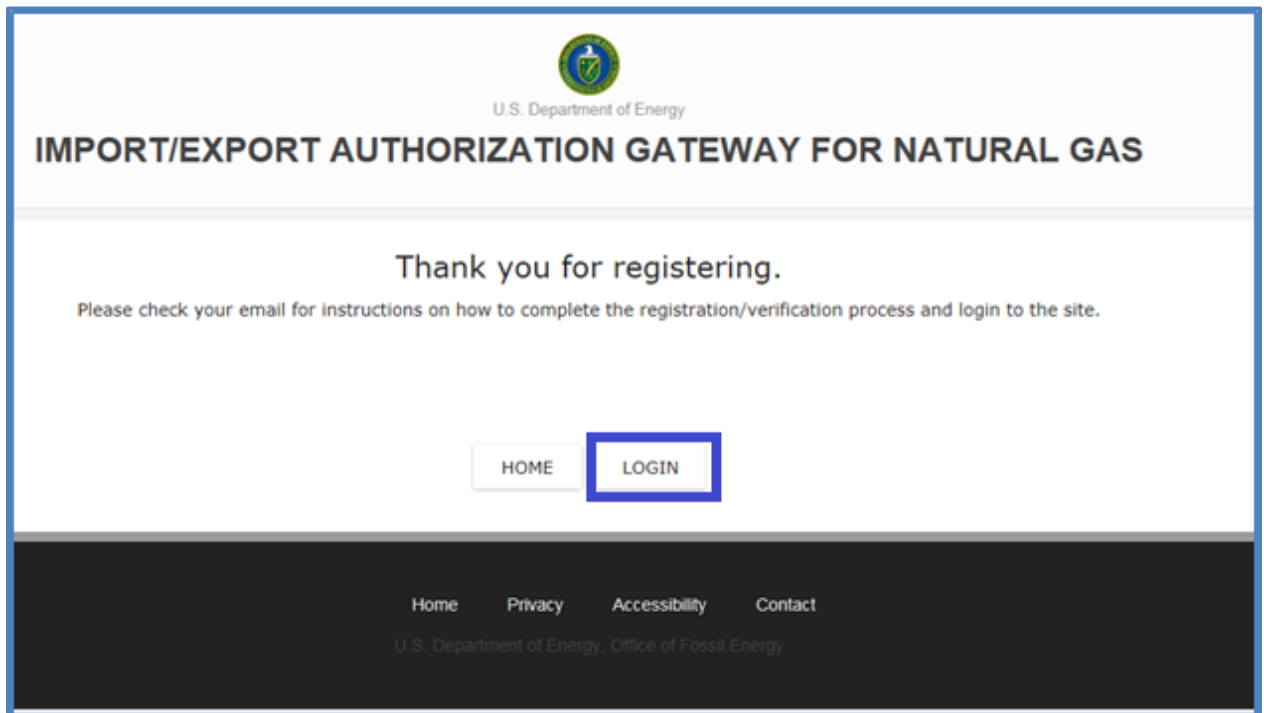 U.S. Department of Energy
IMPORT/EXPORT AUTHORIZATION GATEWAY FOR NATURAL GAS
Thank you for registering.
Please check your email for instructions on how to complete the registration/verification process and login to the site.
HOME LOGIN
Home Privacy Accessibility Contact
U.S. Department of Energy, Office of Fossil Energy